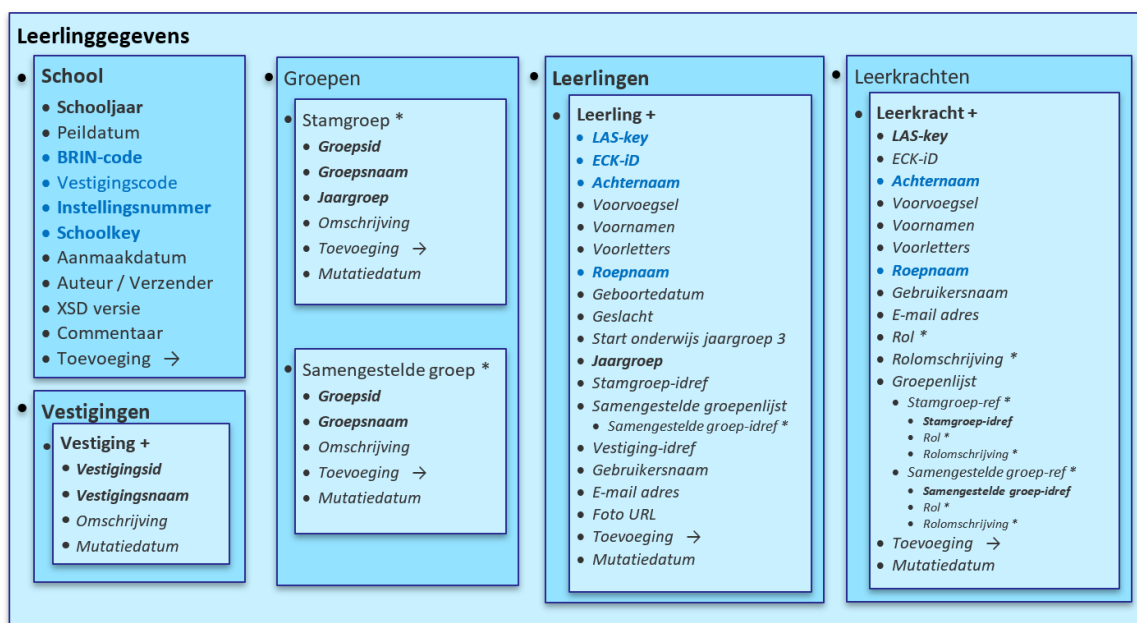 Leerlinggegevens
• School
• Schooljaar
• Peildatum
• BRIN-code
• Vestigingscode
• Instellingsnummer
• Schoolkey
• Aanmaakdatum
• Auteur / Verzender
• XSD versie
• Commentaar
• Toevoeging →
• Vestigingen
• Vestiging +
• Vestigingsid
• Vestigingsnaam
• Omschrijving
• Mutatiedatum
• Groepen
• Stamgroep *
• Groepsid
• Groepsnaam
• Jaargroep
• Omschrijving
• Toevoeging →
• Mutatiedatum
• Samengestelde groep *
• Groepsid
• Groepsnaam
• Omschrijving
• Toevoeging →
• Mutatiedatum
• Leerlingen
• Leerling +
• LAS-key
• ECK-iD
• Achternaam
• Voorvoegsel
• Voornamen
• Voorletters
• Roepnaam
• Geboortedatum
• Geslacht
• Start onderwijs jaargroep 3
• Jaargroep
• Stamgroep-idref
• Samengestelde groepenlijst
• Samengestelde groep-idref *
• Vestiging-idref
• Gebruikersnaam
• E-mail adres
• Foto URL
• Toevoeging →
• Mutatiedatum
• Leerkrachten
• Leerkracht +
• LAS-key
• ECK-iD
• Achternaam
• Voorvoegsel
• Voornamen
• Voorletters
• Roepnaam
• Gebruikersnaam
• E-mail adres
• Rol *
• Rolomschrijving *
• Groepenlijst
• Stamgroep-ref *
• Stamgroep-idref
• Rol *
• Rolomschrijving *
• Samengestelde groep-ref *
• Samengestelde groep-idref
• Rol *
• Rolomschrijving *
• Toevoeging →
• Mutatiedatum